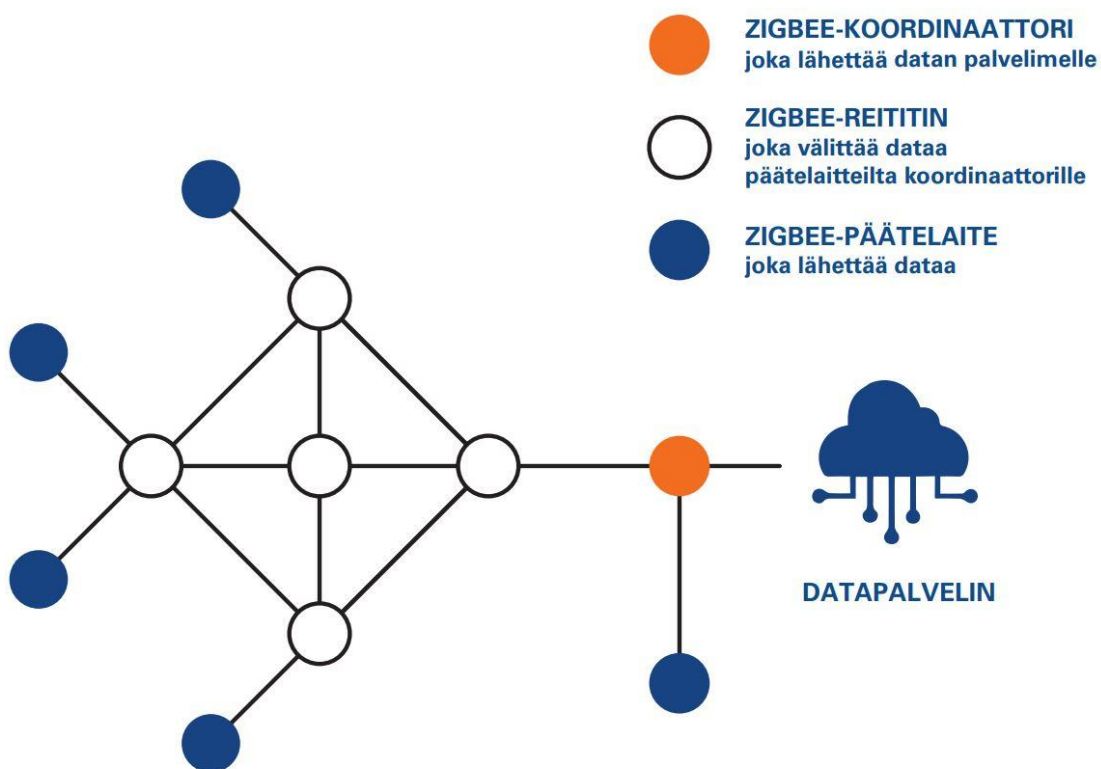 ZIGBEE-KOORDINAATTORI
joka lähettää datan palvelimelle
ZIGBEE-REITITIN
joka välittää dataa
päätelaitteilta koordinaattorille
ZIGBEE-PÄÄTELAITE
joka lähettää dataa
DATAPALVELIN